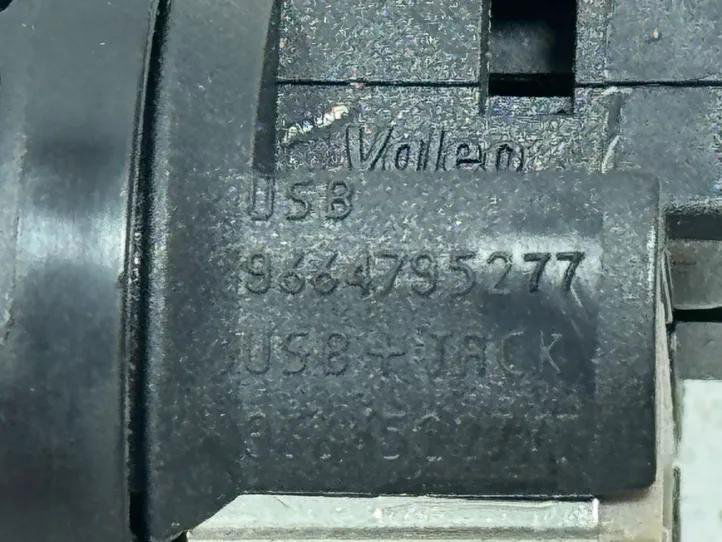 Valeo
USB
9664795277
USB + JACK